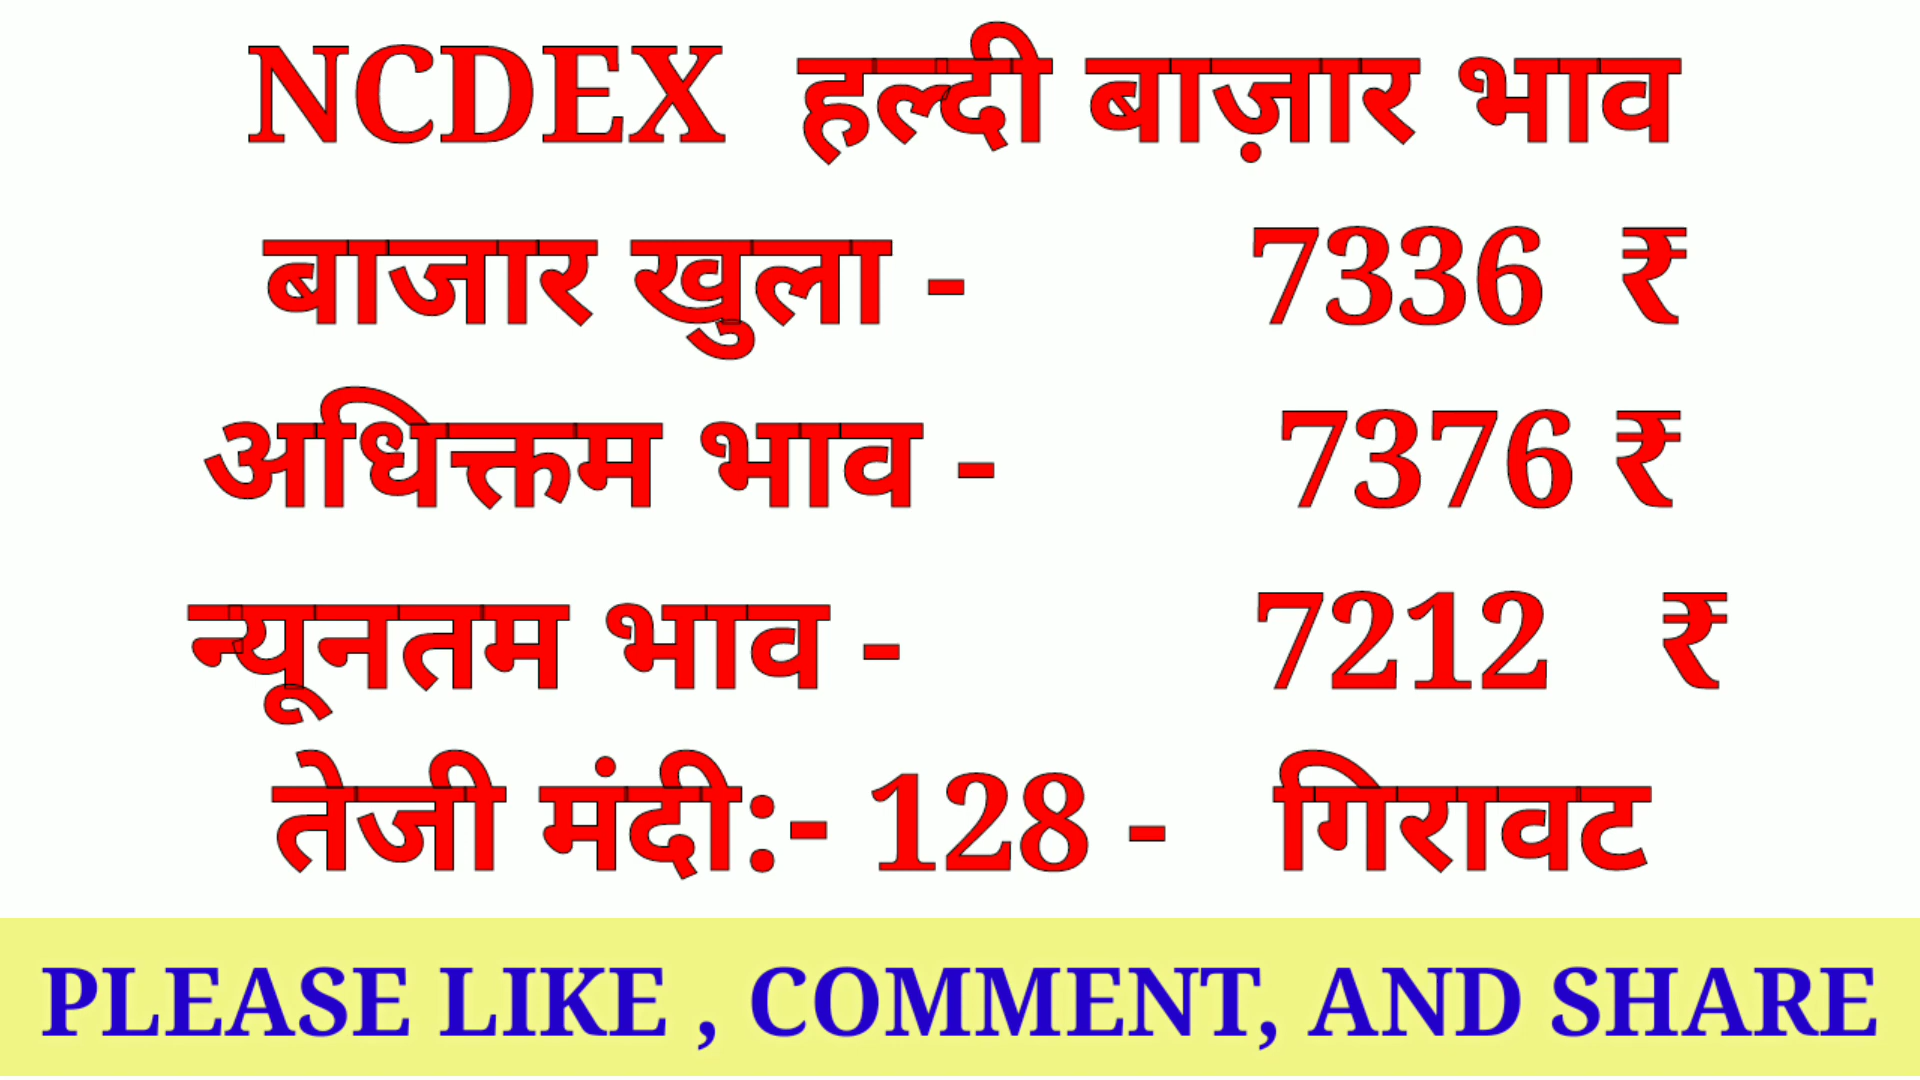 NCDEX हल्दी बाज़ार भाव
बाजार खुला - 7336 ₹
अधिक्तम भाव - 7376 ₹
न्यूनतम भाव - 7212 ₹
तेजी मंदी:- 128 - गिरावट
PLEASE LIKE , COMMENT, AND SHARE